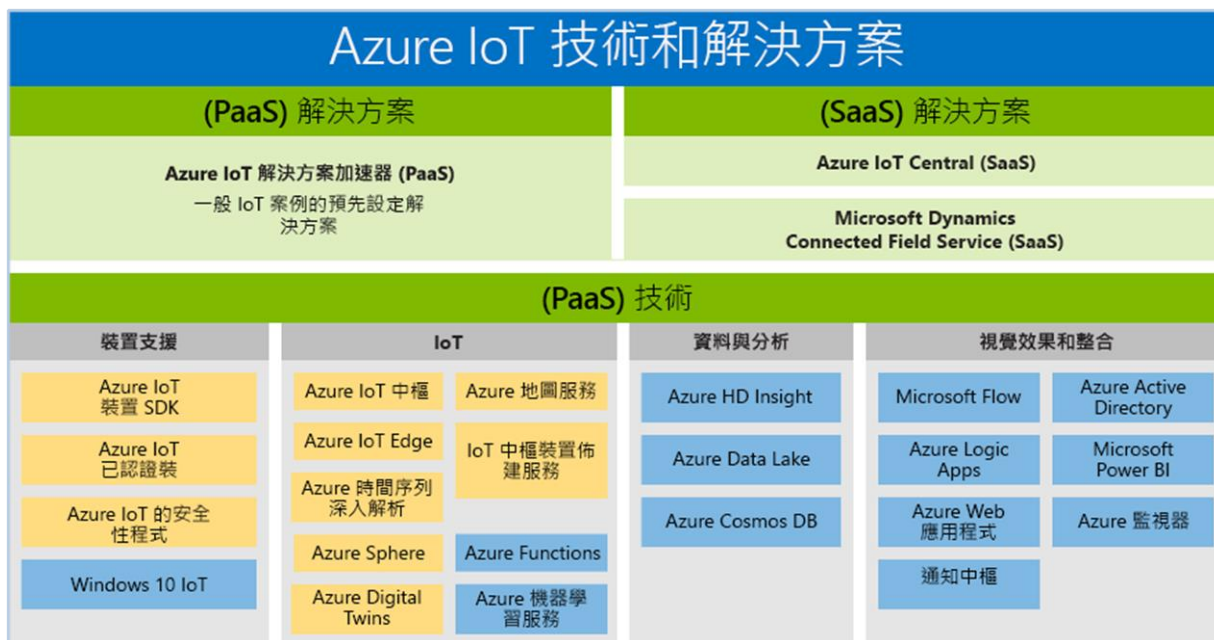 Azure IoT 技術和解決方案
(PaaS) 解決方案
Azure IoT 解決方案加速器 (PaaS)
一般 IoT 案例的預先設定解
決方案
(SaaS) 解決方案
Azure IoT Central (SaaS)
Microsoft Dynamics
Connected Field Service (SaaS)
(PaaS) 技術
裝置支援
Azure IoT
裝置 SDK
Azure IoT
已認證裝
Azure IoT 的安全
性程式
Windows 10 IoT
IoT
Azure IoT 中樞
Azure IoT Edge
Azure 時間序列
深入解析
Azure Sphere
Azure Digital
Twins
Azure 地圖服務
IoT 中樞裝置佈
建服務
Azure Functions
Azure 機器學
習服務
資料與分析
Azure HD Insight
Azure Data Lake
Azure Cosmos DB
視覺效果和整合
Microsoft Flow
Azure Logic
Apps
Azure Web
應用程式
通知中樞
Azure Active
Directory
Microsoft
Power BI
Azure 監視器